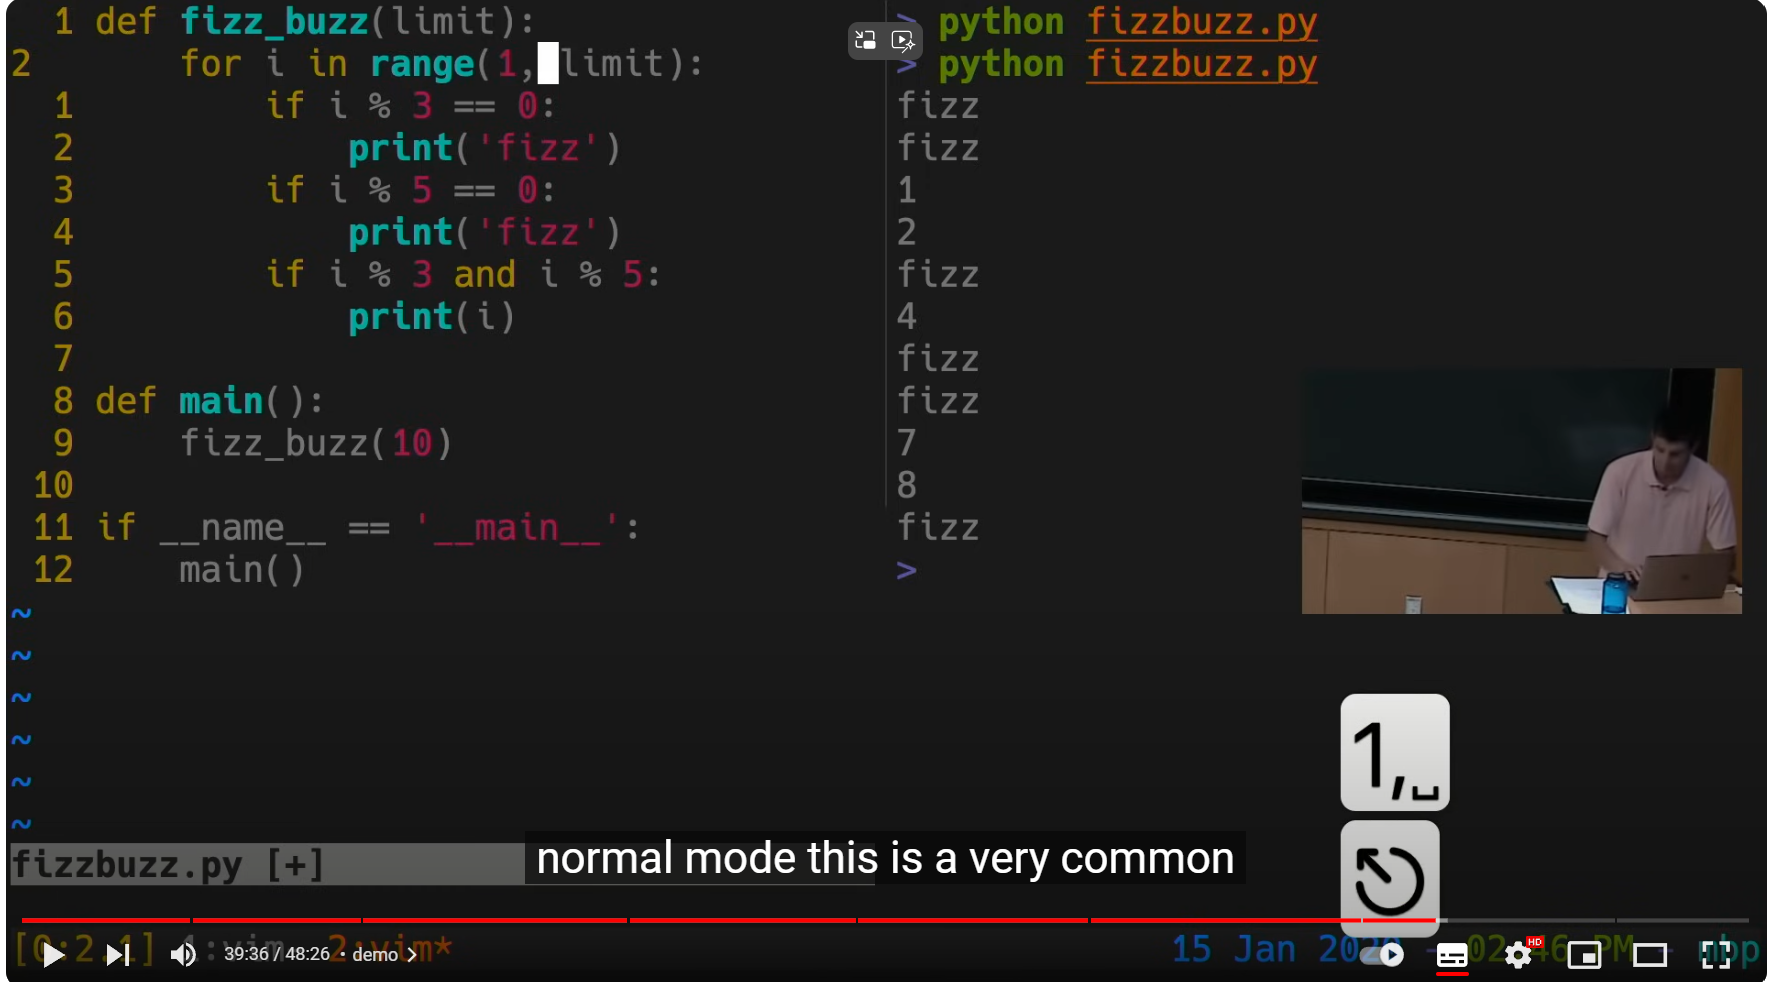 1 def fizz_buzz(limit):
2 for i in range(1, limit):
1 if i % 3 == 0:
2 print('fizz')
3 if i % 5 == 0:
4 print('fizz')
5 if i % 3 and i % 5:
6 print(i)
7
8 def main():
9 fizz_buzz(10)
10
11 if __name__ == '__main__':
12 main()
~
~
~
~
~
~
fizzbuzz.py [+]
> python fizzbuzz.py
> python fizzbuzz.py
fizz
fizz
1
2
fizz
4
fizz
fizz
7
8
fizz
>
1,␣
normal mode this is a very common
[0:2.1] 1:vim- 2:vim*
39:36 / 48:26 • demo >
15 Jan 2020 - 02:46 PM - mbp
HD